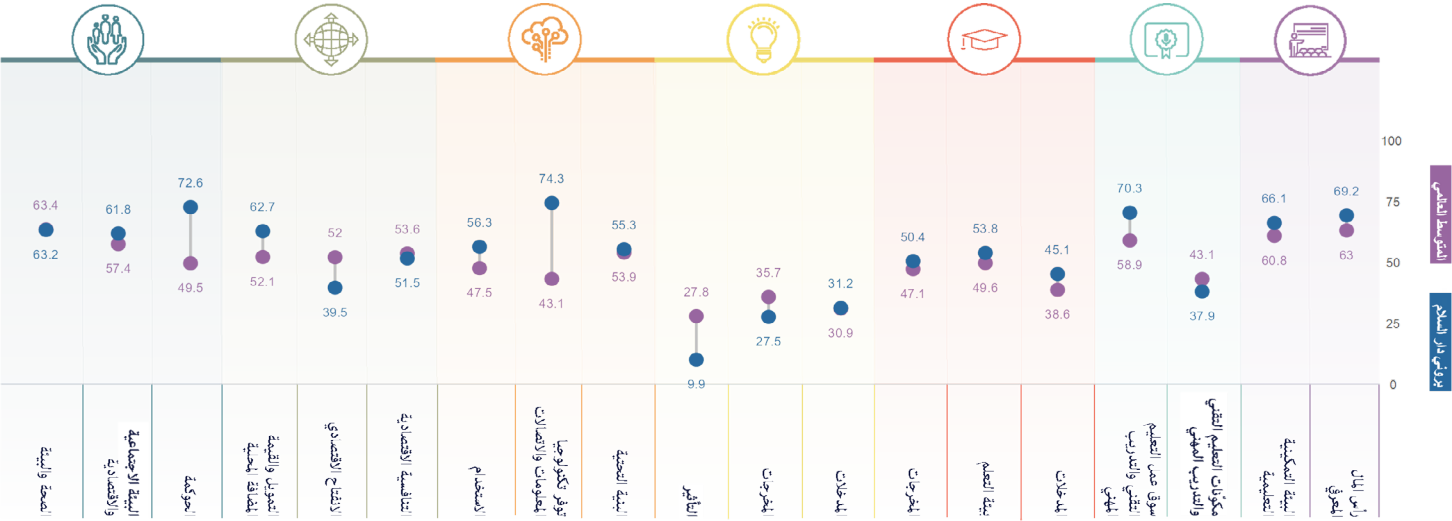 100
75
50
25
0
المتوسط العالمي
بروني دار السلام
69.2
63
66.1
60.8
43.1
37.9
70.3
58.9
45.1
38.6
53.8
49.6
50.4
47.1
31.2
30.9
35.7
27.5
27.8
9.9
55.3
53.9
74.3
43.1
56.3
47.5
53.6
51.5
52
39.5
62.7
52.1
72.6
49.5
61.8
57.4
63.4
63.2
رأس المال
المعرفي
البيئة التمكينية
التعليمية
مكوّنات التعليم التقني
والتدريب المهني
سوق عمل التعليم
التقني والتدريب
المهني
المدخلات
بيئة التعلم
المخرجات
المدخلات
المخرجات
التأثير
البنية التحتية
توفر تكنولوجيا
المعلومات والاتصالات
الاستخدام
التنافسية الاقتصادية
الانفتاح الاقتصادي
التمويل والقيمة
المضافة المحلية
الحوكمة
البيئة الاجتماعية
والاقتصادية
الصحة والبيئة